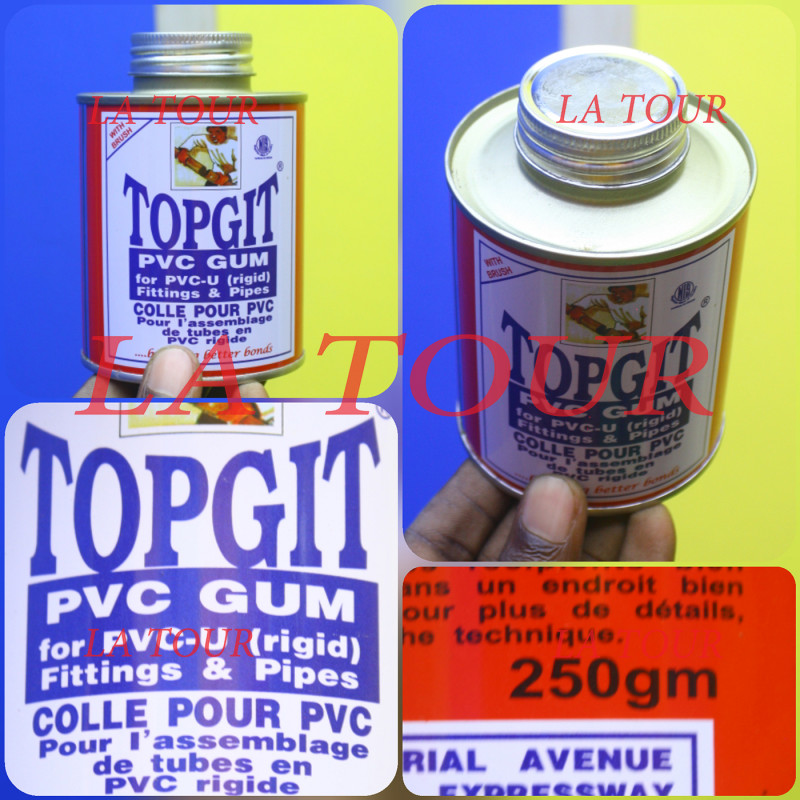 LA TOUR
WITH
BRUSH
NIS
TOPGIT®
PVC GUM
for PVC-U (rigid)
Fittings & Pipes
COLLE POUR PVC
Pour l'assemblage
de tubes en
PVC rigide
better bonds
LA TOUR
WITH
BRUSH
NIS
TOPGIT®
PVC GUM
for PVC-U (rigid)
Fittings & Pipes
COLLE POUR PVC
Pour l'assemblage
de tubes en
PVC rigide
better bonds
LA TOUR
TOPGIT
PVC GUM
for PVC-U (rigid)
Fittings & Pipes
COLLE POUR PVC
Pour l'assemblage
de tubes en
PVC rigide
LA TOUR
un endroit bien
plus de détails,
technique.
250gm
RIAL AVENUE
EXPRESSWAY
LA TOUR